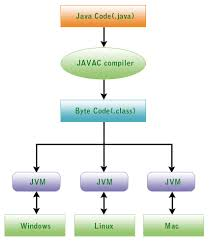 Java Code(.java)
JAVAC compiler
Byte Code(.class)
JVM JVM JVM
Windows Linux Mac